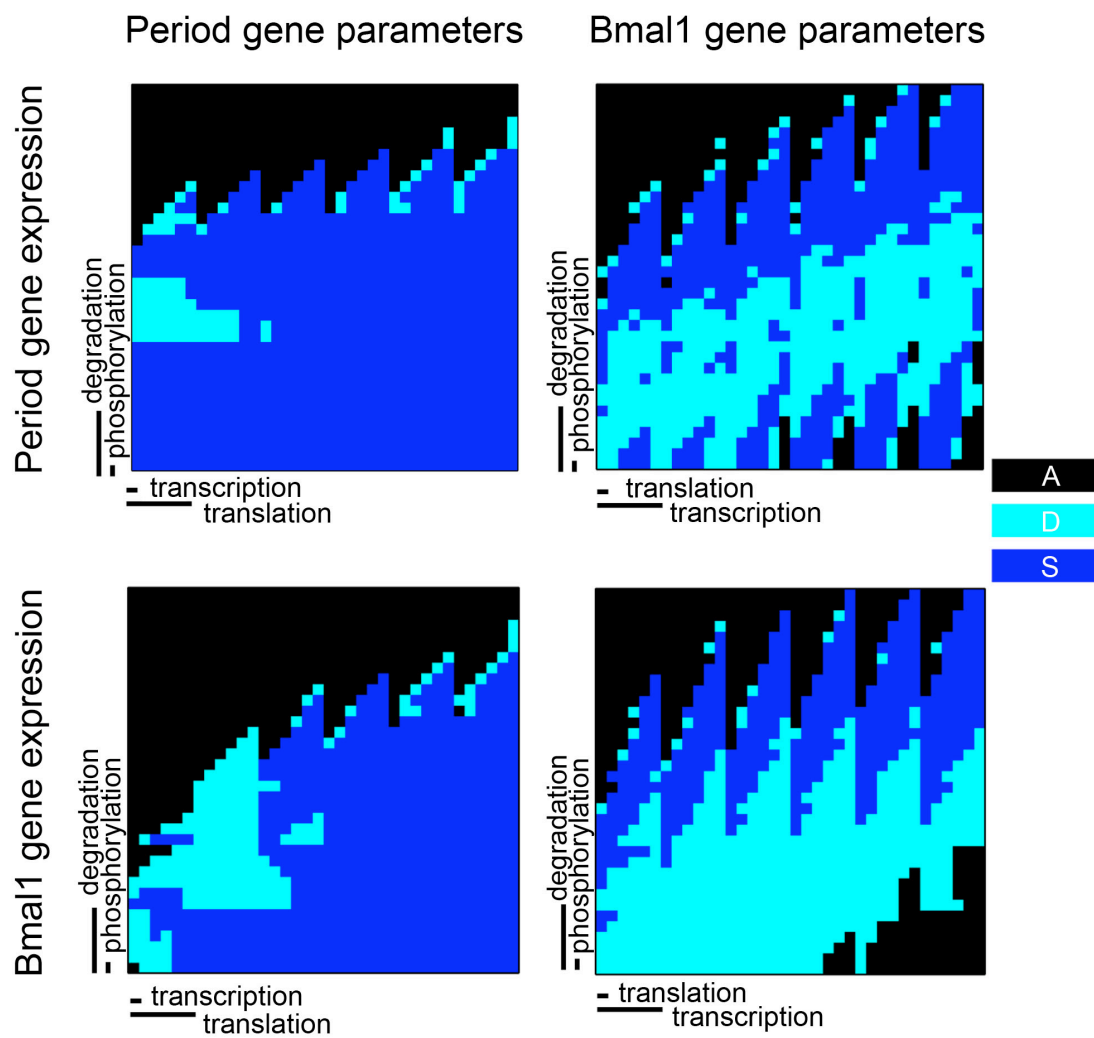 Period gene parameters
Bmal1 gene parameters
Period gene expression
degradation
phosphorylation
transcription
translation
degradation
phosphorylation
translation
transcription
A
D
S
Bmal1 gene expression
degradation
phosphorylation
transcription
translation
degradation
phosphorylation
translation
transcription